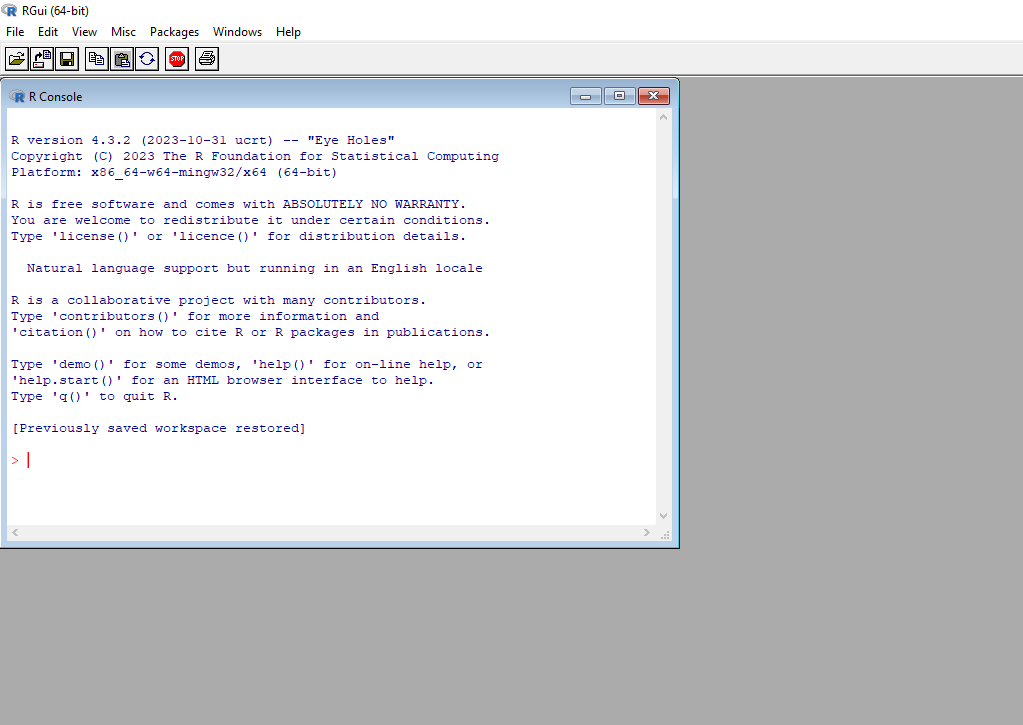 RGui (64-bit)
File Edit View Misc Packages Windows Help
STOP
R Console
R version 4.3.2 (2023-10-31 ucrt) -- "Eye Holes"
Copyright (C) 2023 The R Foundation for Statistical Computing
Platform: x86_64-w64-mingw32/x64 (64-bit)
R is free software and comes with ABSOLUTELY NO WARRANTY.
You are welcome to redistribute it under certain conditions.
Type 'license()' or 'licence()' for distribution details.
Natural language support but running in an English locale
R is a collaborative project with many contributors.
Type 'contributors()' for more information and
'citation()' on how to cite R or R packages in publications.
Type 'demo()' for some demos, 'help()' for on-line help, or
'help.start()' for an HTML browser interface to help.
Type 'q()' to quit R.
[Previously saved workspace restored]
>